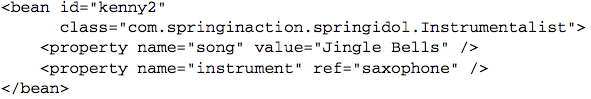 <bean id="kenny2"
class="com.springinaction.springidol.Instrumentalist">
<property name="song" value="Jingle Bells" />
<property name="instrument" ref="saxophone" />
</bean>